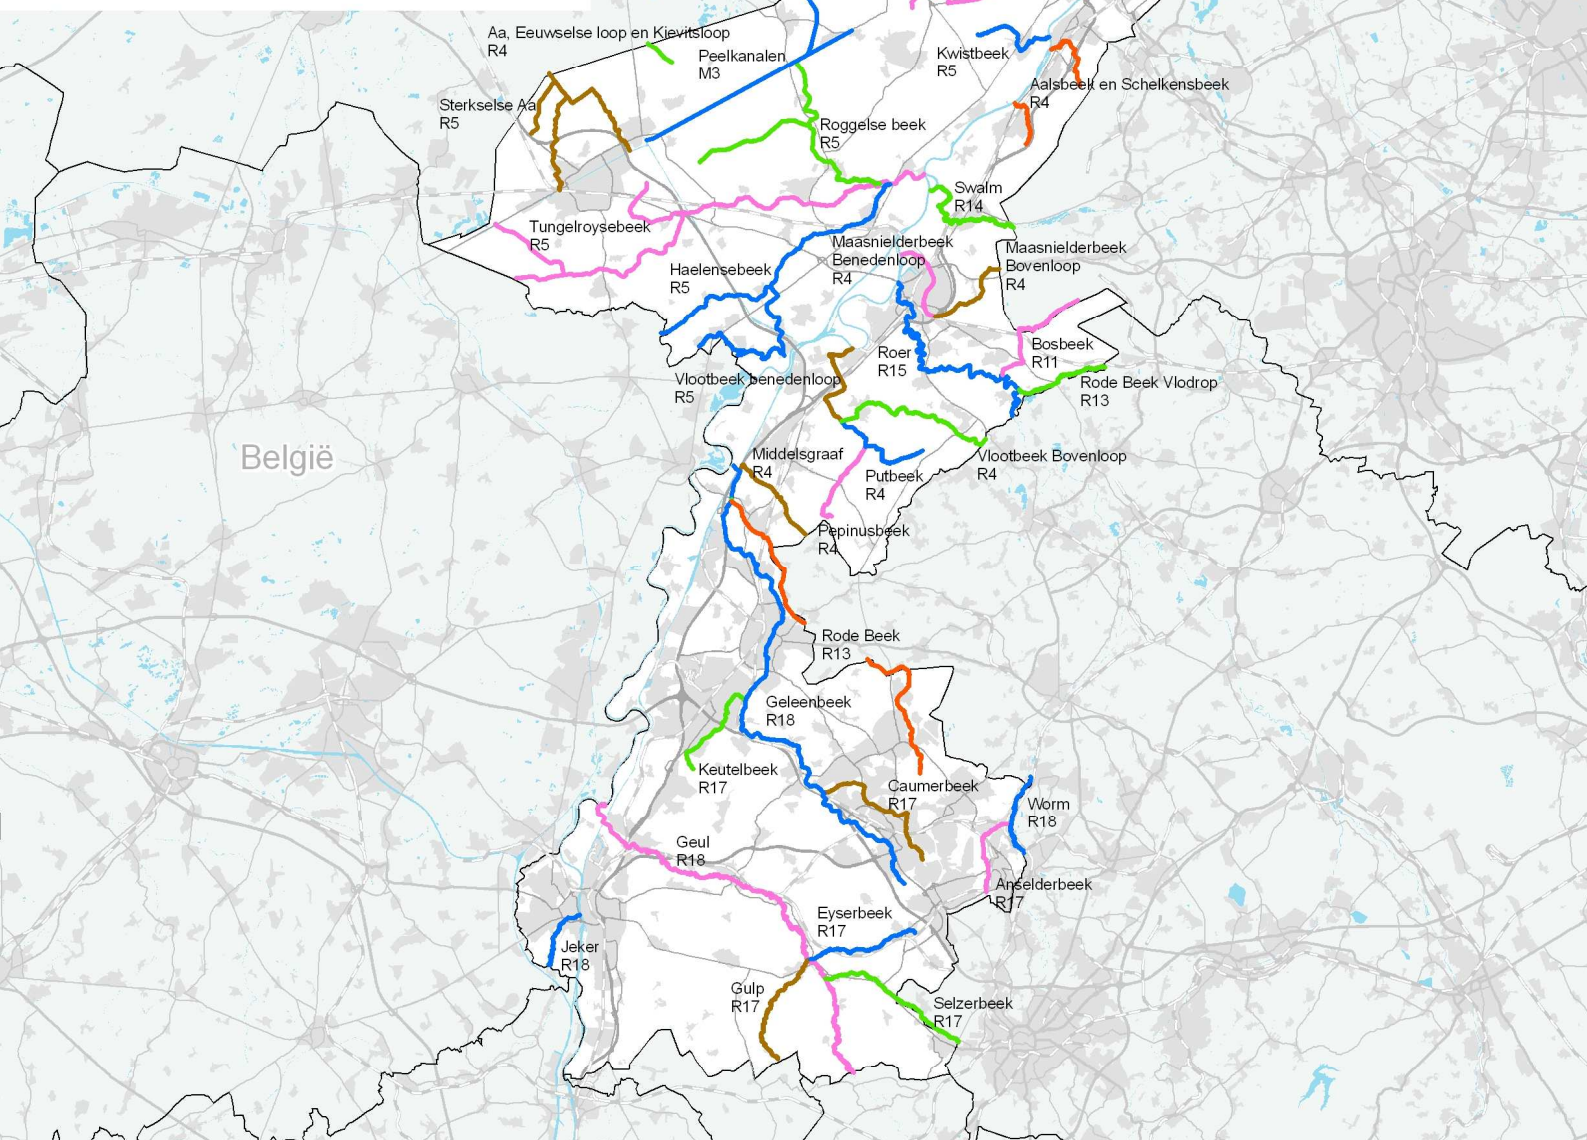 Aa, Eeuwselse loop en Kievitsloop
R4
Peelkanalen
M3
Kwistbeek
R5
Aalsbeek en Schelkensbeek
R4
Sterkselse Aa
R5
Roggelse beek
R5
Swalm
R14
Tungelroysebeek
R5
Maasnielderbeek
Benedenloop
R4
Maasnielderbeek
Bovenloop
R4
Haelensebeek
R5
Roer
R15
Bosbeek
R11
Rode Beek Vlodrop
R13
Vlootbeek benedenloop
R5
België
Middelsgraaf
R4
Putbeek
R4
Vlootbeek Bovenloop
R4
Pepinusbeek
R4
Rode Beek
R13
Geleenbeek
R18
Keutelbeek
R17
Caumerbeek
R17
Worm
R18
Geul
R18
Anselderbeek
R17
Eyserbeek
R17
Jeker
R18
Gulp
R17
Selzerbeek
R17